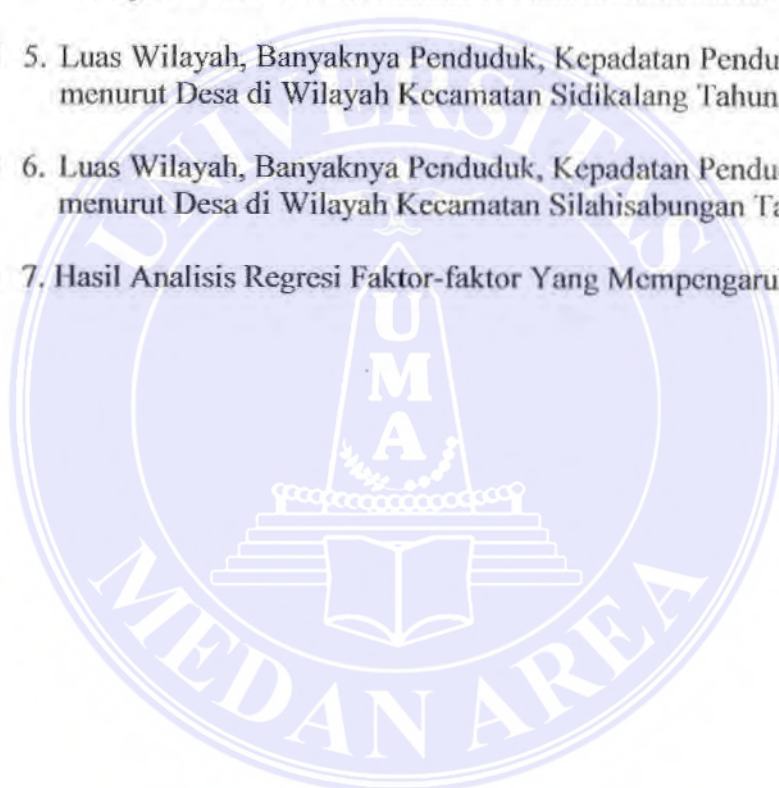 5. Luas Wilayah, Banyaknya Penduduk, Kepadatan Pendu
menurut Desa di Wilayah Kecamatan Sidikalang Tahun
6. Luas Wilayah, Banyaknya Penduduk, Kepadatan Pendu
menurut Desa di Wilayah Kecamatan Silahisabungan Ta
7. Hasil Analisis Regresi Faktor-faktor Yang Mempengaru
UNIVERSITAS
UMA
MEDAN AREA